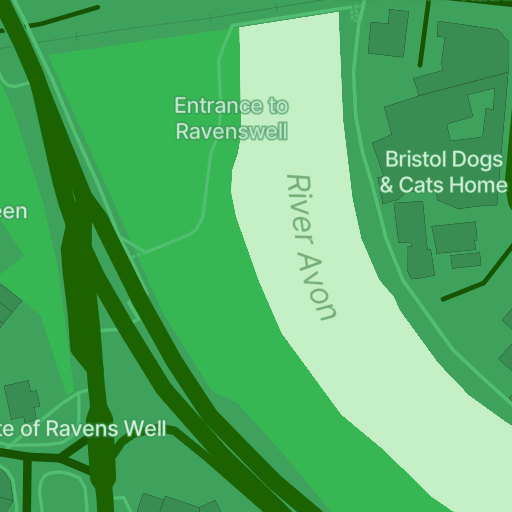 Entrance to
Ravenswell
Bristol Dogs
& Cats Home
een
River Avon
te of Ravens Well